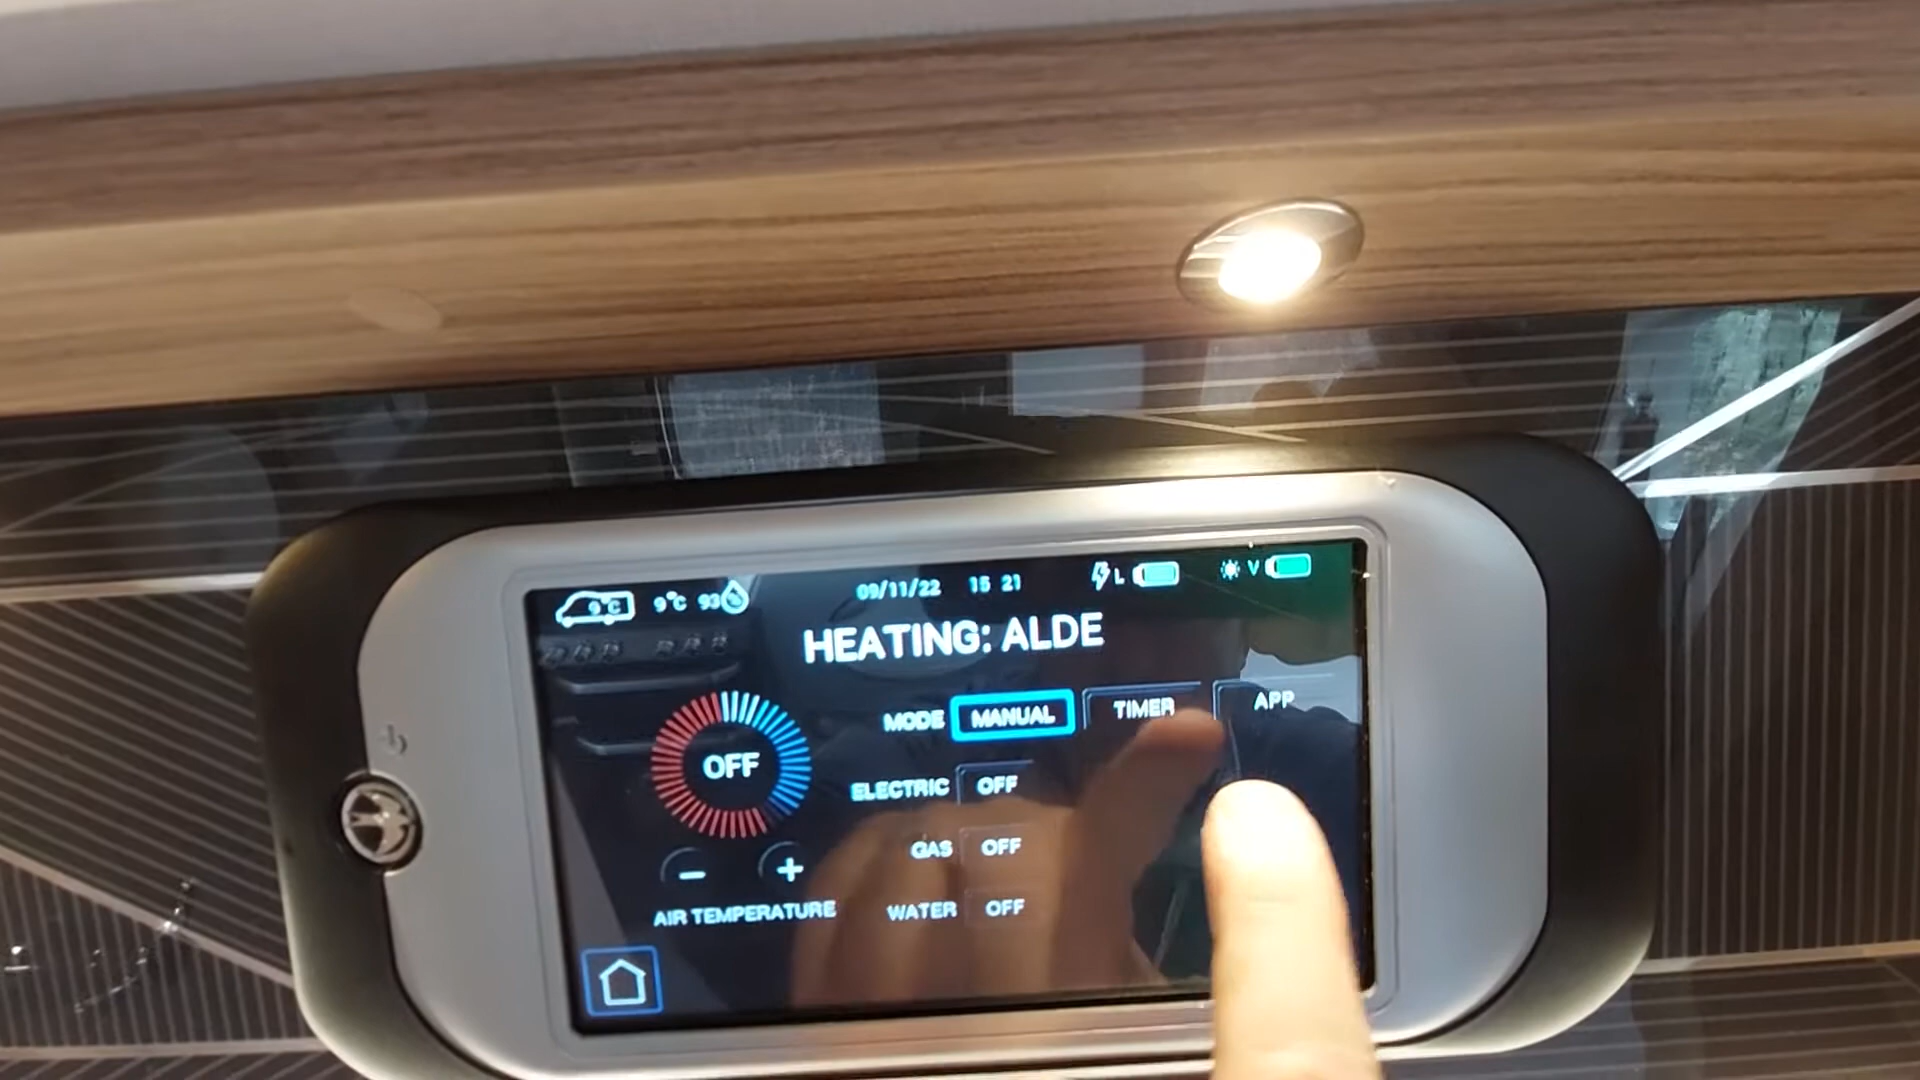 9°C 9°C 93 09/11/22 15 21 L V
HEATING: ALDE
MODE MANUAL TIMER APP
OFF
ELECTRIC OFF
GAS OFF
AIR TEMPERATURE WATER OFF